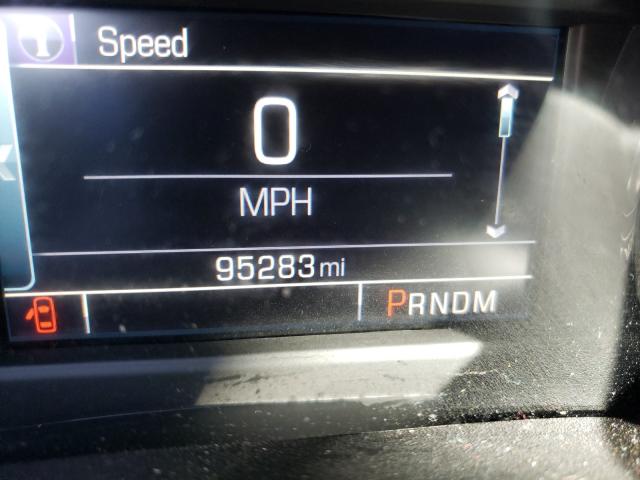 Speed
0
MPH
95283 mi
PRNDM